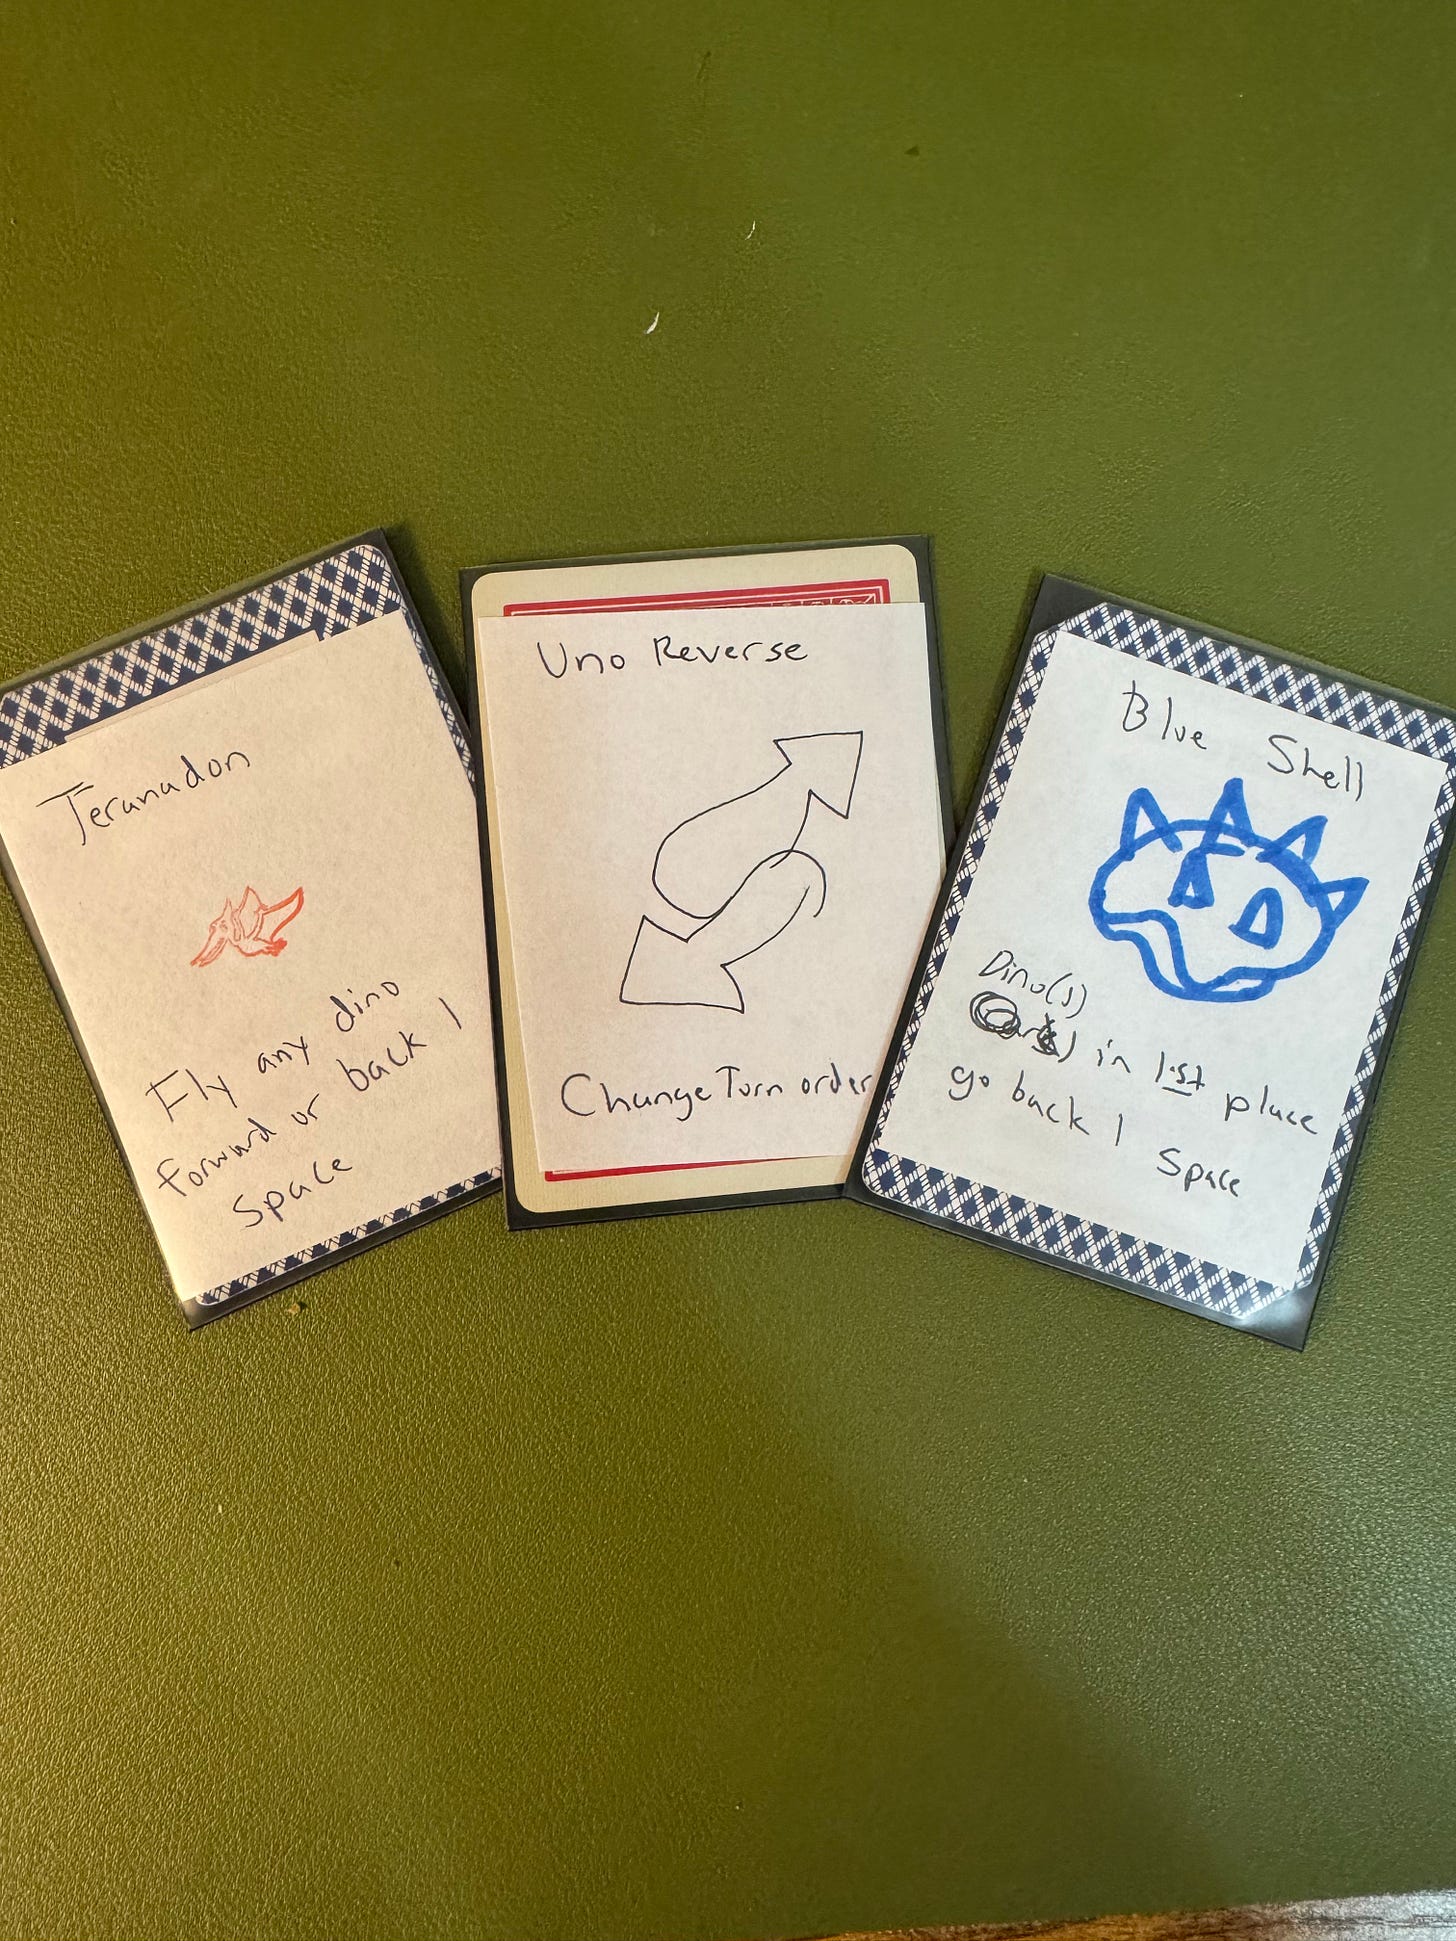 Teranadon
Fly any dino
forward or back 1
Space
Uno Reverse
Change Turn order
Blue Shell
Dino(s)
in 1st place
go back 1
Space